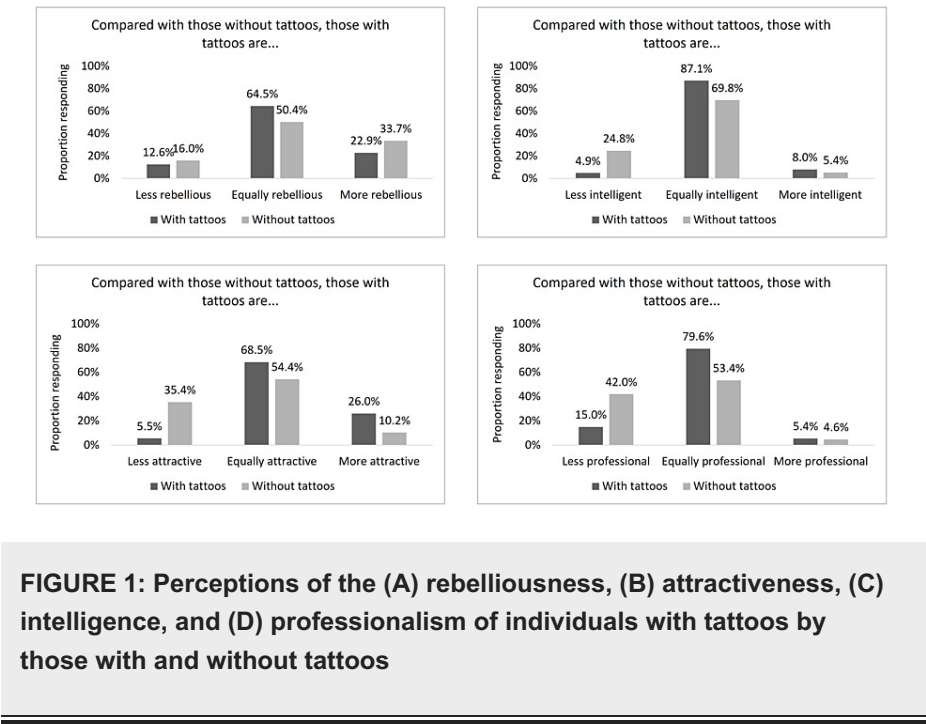 Compared with those without tattoos, those with
tattoos are...
Proportion responding
100%
80%
60%
40%
20%
0%
12.6%
16.0%
64.5%
50.4%
22.9%
33.7%
Less rebellious
Equally rebellious
More rebellious
With tattoos
Without tattoos
Compared with those without tattoos, those with
tattoos are...
Proportion responding
100%
80%
60%
40%
20%
0%
4.9%
24.8%
87.1%
69.8%
8.0%
5.4%
Less intelligent
Equally intelligent
More intelligent
With tattoos
Without tattoos
Compared with those without tattoos, those with
tattoos are...
Proportion responding
100%
80%
60%
40%
20%
0%
5.5%
35.4%
68.5%
54.4%
26.0%
10.2%
Less attractive
Equally attractive
More attractive
With tattoos
Without tattoos
Compared with those without tattoos, those with
tattoos are...
Proportion responding
100%
80%
60%
40%
20%
0%
15.0%
42.0%
79.6%
53.4%
5.4%
4.6%
Less professional
Equally professional
More professional
With tattoos
Without tattoos
FIGURE 1: Perceptions of the (A) rebelliousness, (B) attractiveness, (C)
intelligence, and (D) professionalism of individuals with tattoos by
those with and without tattoos